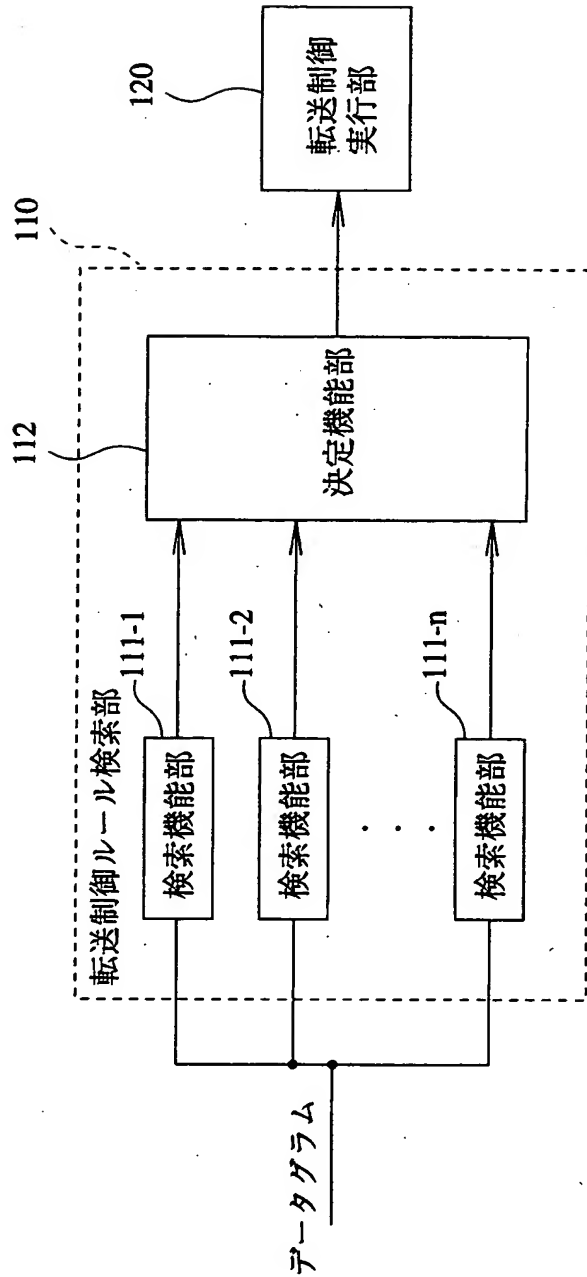 転送制御ルール検索部
110
データグラム
検索機能部
111-1
検索機能部
111-2
・・・
検索機能部
111-n
決定機能部
112
転送制御
実行部
120